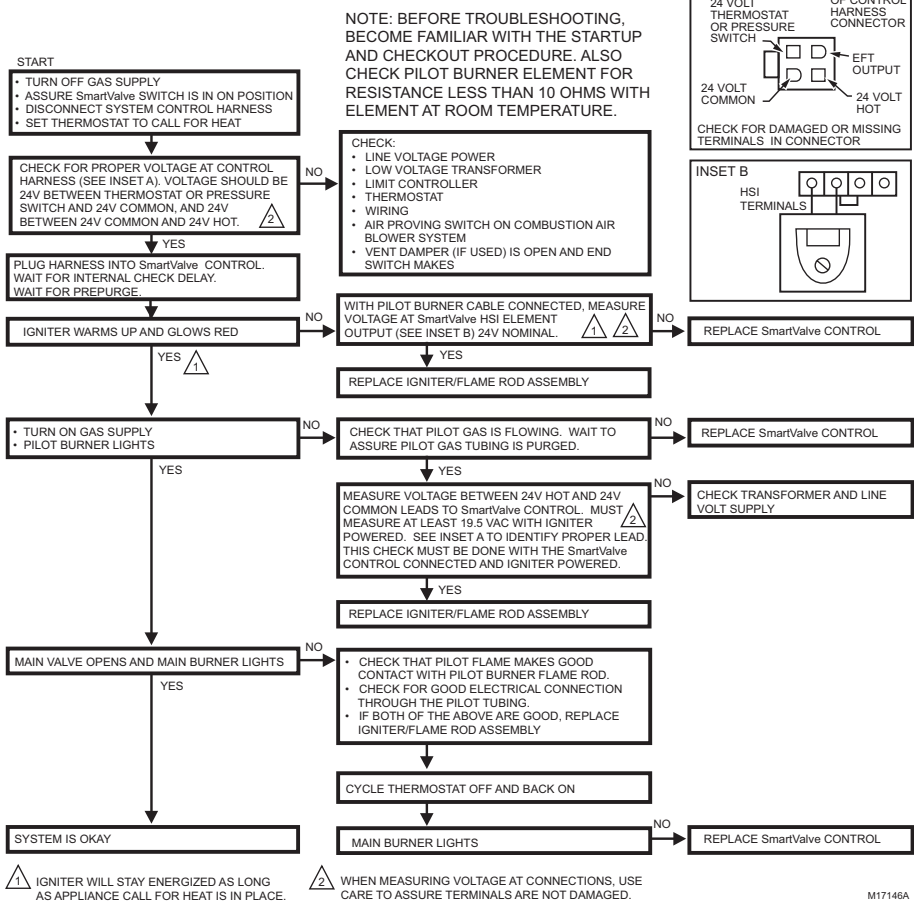 NOTE: BEFORE TROUBLESHOOTING,
BECOME FAMILIAR WITH THE STARTUP
AND CHECKOUT PROCEDURE. ALSO
CHECK PILOT BURNER ELEMENT FOR
RESISTANCE LESS THAN 10 OHMS WITH
ELEMENT AT ROOM TEMPERATURE.
24 VOLT
THERMOSTAT
OR PRESSURE
SWITCH
OF CONTROL
HARNESS
CONNECTOR
EFT
OUTPUT
24 VOLT
COMMON
24 VOLT
HOT
CHECK FOR DAMAGED OR MISSING
TERMINALS IN CONNECTOR
INSET B
HSI
TERMINALS
START
• TURN OFF GAS SUPPLY
• ASSURE SmartValve SWITCH IS IN ON POSITION
• DISCONNECT SYSTEM CONTROL HARNESS
• SET THERMOSTAT TO CALL FOR HEAT
CHECK FOR PROPER VOLTAGE AT CONTROL
HARNESS (SEE INSET A). VOLTAGE SHOULD BE
24V BETWEEN THERMOSTAT OR PRESSURE
SWITCH AND 24V COMMON, AND 24V
BETWEEN 24V COMMON AND 24V HOT. 2
NO
CHECK:
• LINE VOLTAGE POWER
• LOW VOLTAGE TRANSFORMER
• LIMIT CONTROLLER
• THERMOSTAT
• WIRING
• AIR PROVING SWITCH ON COMBUSTION AIR
BLOWER SYSTEM
• VENT DAMPER (IF USED) IS OPEN AND END
SWITCH MAKES
YES
PLUG HARNESS INTO SmartValve CONTROL.
WAIT FOR INTERNAL CHECK DELAY.
WAIT FOR PREPURGE.
IGNITER WARMS UP AND GLOWS RED
NO
WITH PILOT BURNER CABLE CONNECTED, MEASURE
VOLTAGE AT SmartValve HSI ELEMENT
OUTPUT (SEE INSET B) 24V NOMINAL. 1 2
NO
REPLACE SmartValve CONTROL
YES
REPLACE IGNITER/FLAME ROD ASSEMBLY
YES 1
• TURN ON GAS SUPPLY
• PILOT BURNER LIGHTS
NO
CHECK THAT PILOT GAS IS FLOWING. WAIT TO
ASSURE PILOT GAS TUBING IS PURGED.
NO
REPLACE SmartValve CONTROL
YES
MEASURE VOLTAGE BETWEEN 24V HOT AND 24V
COMMON LEADS TO SmartValve CONTROL. MUST
MEASURE AT LEAST 19.5 VAC WITH IGNITER 2
POWERED. SEE INSET A TO IDENTIFY PROPER LEAD.
THIS CHECK MUST BE DONE WITH THE SmartValve
CONTROL CONNECTED AND IGNITER POWERED.
NO
CHECK TRANSFORMER AND LINE
VOLT SUPPLY
YES
REPLACE IGNITER/FLAME ROD ASSEMBLY
YES
MAIN VALVE OPENS AND MAIN BURNER LIGHTS
NO
• CHECK THAT PILOT FLAME MAKES GOOD
CONTACT WITH PILOT BURNER FLAME ROD.
• CHECK FOR GOOD ELECTRICAL CONNECTION
THROUGH THE PILOT TUBING.
• IF BOTH OF THE ABOVE ARE GOOD, REPLACE
IGNITER/FLAME ROD ASSEMBLY
CYCLE THERMOSTAT OFF AND BACK ON
MAIN BURNER LIGHTS
NO
REPLACE SmartValve CONTROL
YES
SYSTEM IS OKAY
1 IGNITER WILL STAY ENERGIZED AS LONG
AS APPLIANCE CALL FOR HEAT IS IN PLACE.
2 WHEN MEASURING VOLTAGE AT CONNECTIONS, USE
CARE TO ASSURE TERMINALS ARE NOT DAMAGED.
M17146A